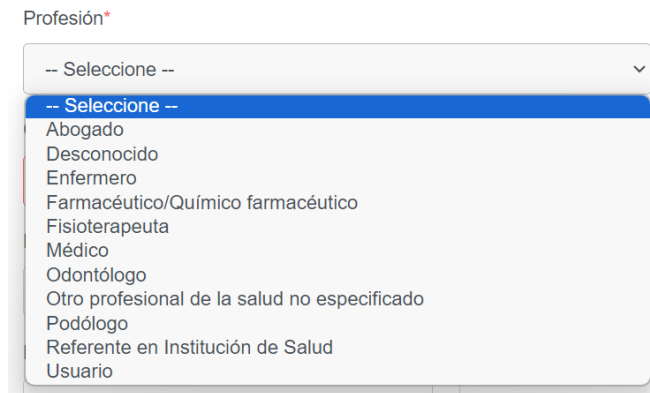 Profesión*
-- Seleccione --
-- Seleccione --
Abogado
Desconocido
Enfermero
Farmacéutico/Químico farmacéutico
Fisioterapeuta
Médico
Odontólogo
Otro profesional de la salud no especificado
Podólogo
Referente en Institución de Salud
Usuario